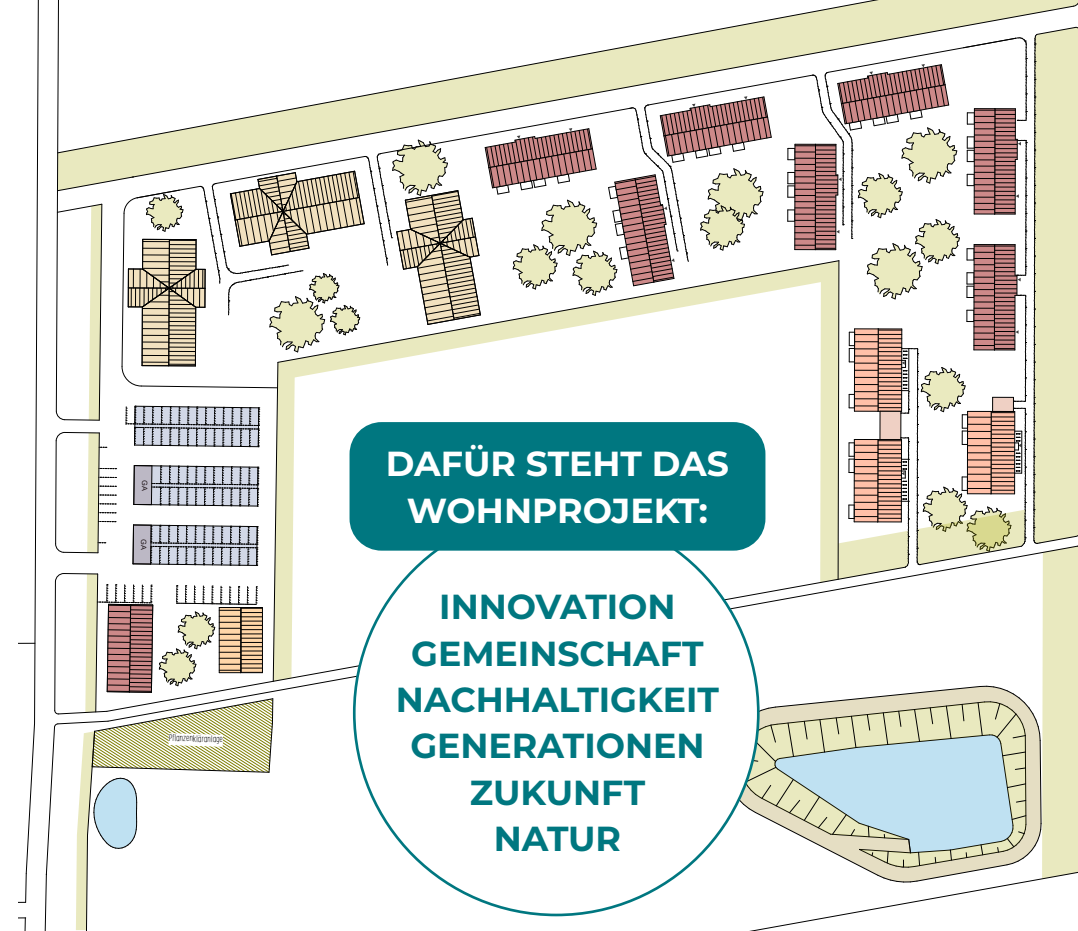 GA
GA
DAFÜR STEHT DAS
WOHNPROJEKT:
INNOVATION
GEMEINSCHAFT
NACHHALTIGKEIT
GENERATIONEN
ZUKUNFT
NATUR
Pflanzenkläranlage